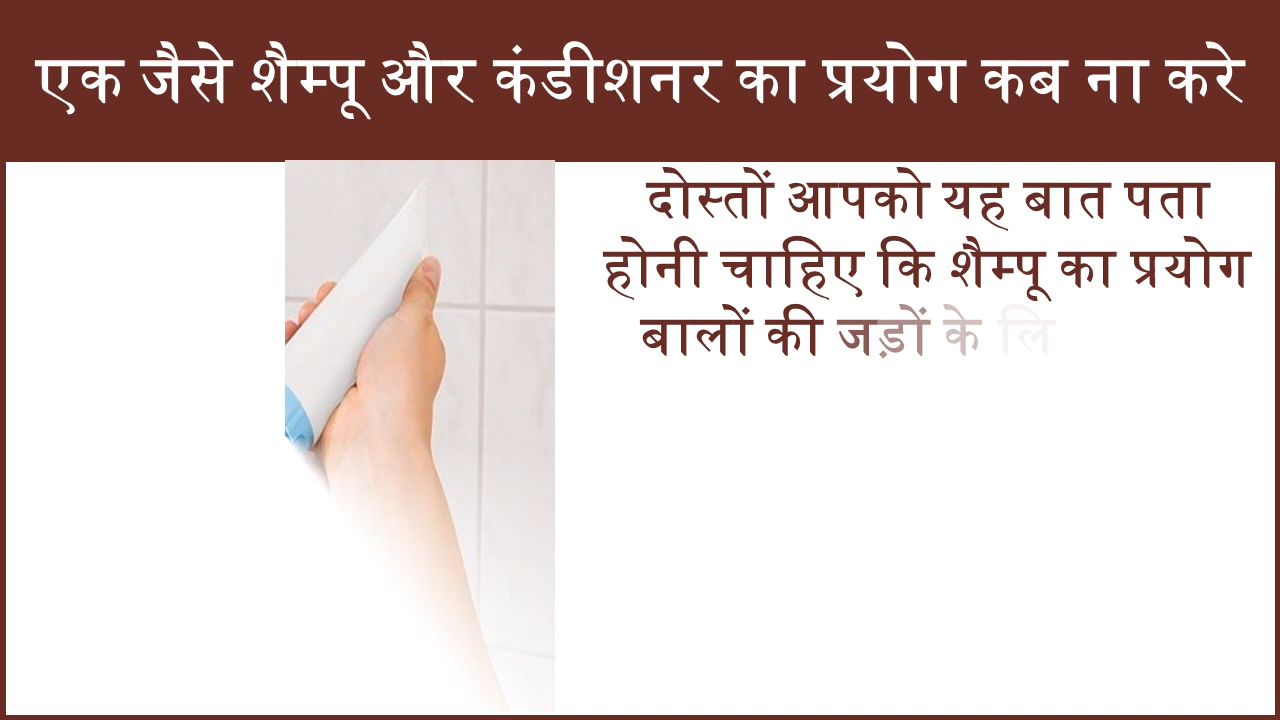 एक जैसे शैम्पू और कंडीशनर का प्रयोग कब ना करे
दोस्तों आपको यह बात पता
होनी चाहिए कि शैम्पू का प्रयोग
बालों की जड़ों के लि